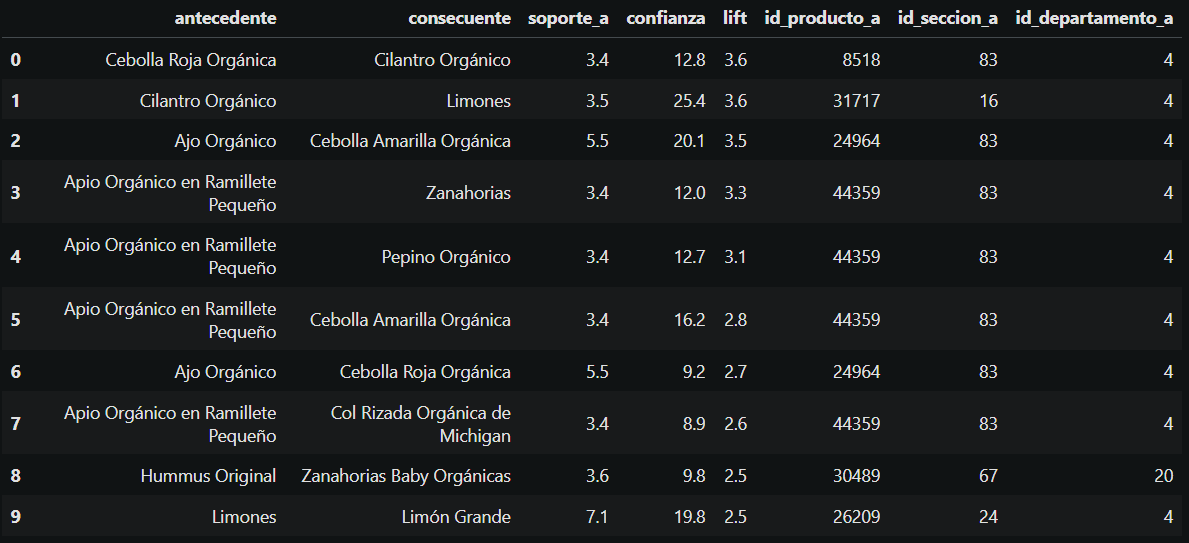 antecedente consecuente soporte_a confianza lift id_producto_a id_seccion_a id_departamento_a
0 Cebolla Roja Orgánica Cilantro Orgánico 3.4 12.8 3.6 8518 83 4
1 Cilantro Orgánico Limones 3.5 25.4 3.6 31717 16 4
2 Ajo Orgánico Cebolla Amarilla Orgánica 5.5 20.1 3.5 24964 83 4
3 Apio Orgánico en Ramillete Pequeño Zanahorias 3.4 12.0 3.3 44359 83 4
4 Apio Orgánico en Ramillete Pequeño Pepino Orgánico 3.4 12.7 3.1 44359 83 4
5 Apio Orgánico en Ramillete Pequeño Cebolla Amarilla Orgánica 3.4 16.2 2.8 44359 83 4
6 Ajo Orgánico Cebolla Roja Orgánica 5.5 9.2 2.7 24964 83 4
7 Apio Orgánico en Ramillete Pequeño Col Rizada Orgánica de Michigan 3.4 8.9 2.6 44359 83 4
8 Hummus Original Zanahorias Baby Orgánicas 3.6 9.8 2.5 30489 67 20
9 Limones Limón Grande 7.1 19.8 2.5 26209 24 4